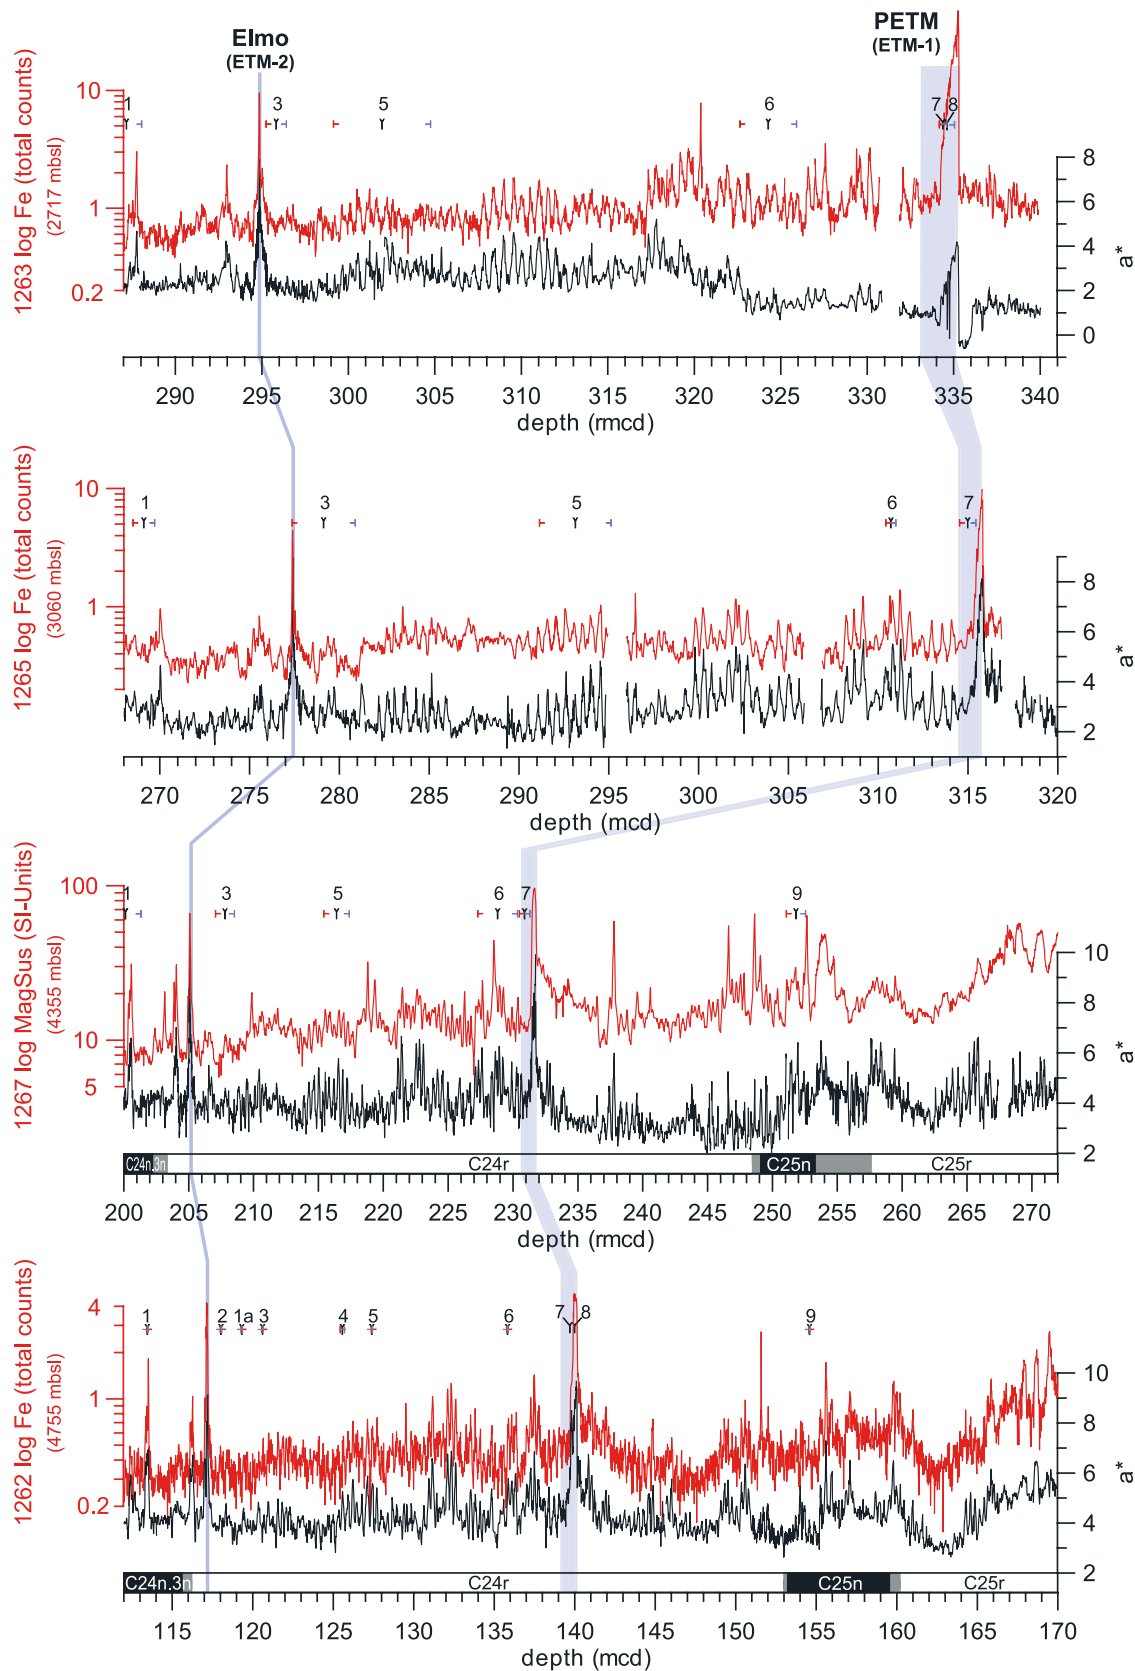 Elmo
(ETM-2)
PETM
(ETM-1)
1263 log Fe (total counts)
(2717 mbsl)
10
1
0.2
1 3 5 6 7 8
8
6
4
2
0
a*
290 295 300 305 310 315 320 325 330 335 340
depth (rmcd)
1265 log Fe (total counts)
(3060 mbsl)
10
1
1 3 5 6 7
8
6
4
2
a*
270 275 280 285 290 295 300 305 310 315 320
depth (mcd)
1267 log MagSus (SI-Units)
(4355 mbsl)
100
10
5
1 3 5 6 7 9
10
8
6
4
2
a*
C24n.3n C24r C25n C25r
200 205 210 215 220 225 230 235 240 245 250 255 260 265 270
depth (rmcd)
1262 log Fe (total counts)
(4755 mbsl)
4
1
0.2
1 2 1a 3 4 5 6 7 8 9
10
8
6
4
2
a*
C24n.3n C24r C25n C25r
115 120 125 130 135 140 145 150 155 160 165 170
depth (mcd)